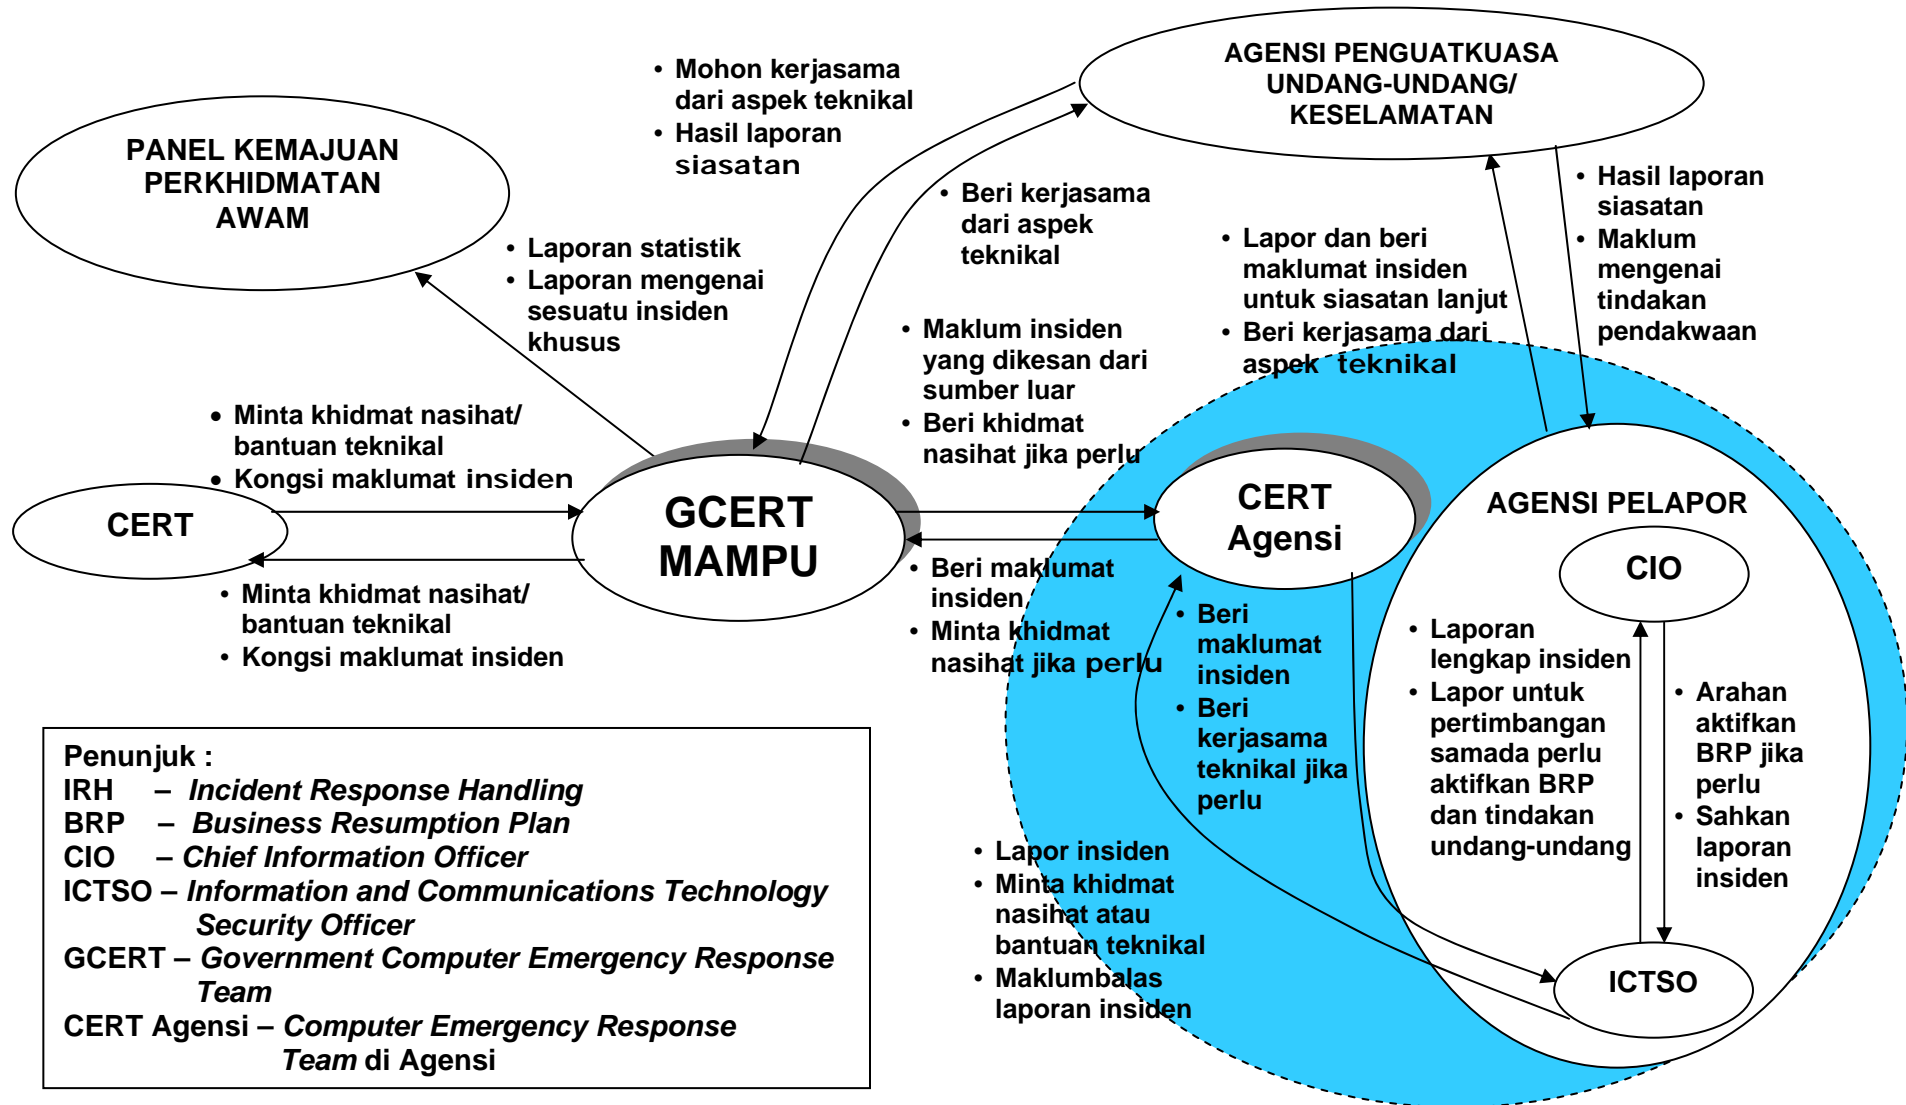 AGENSI PENGUATKUASA
UNDANG-UNDANG/
KESELAMATAN
• Mohon kerjasama
dari aspek teknikal
• Hasil laporan
siasatan
PANEL KEMAJUAN
PERKHIDMATAN
AWAM
• Beri kerjasama
dari aspek
teknikal
• Hasil laporan
siasatan
• Maklum
mengenai
tindakan
pendakwaan
• Laporan statistik
• Laporan mengenai
sesuatu insiden
khusus
• Lapor dan beri
maklumat insiden
untuk siasatan lanjut
• Beri kerjasama dari
aspek teknikal
• Maklum insiden
yang dikesan dari
sumber luar
• Beri khidmat
nasihat jika perlu
• Minta khidmat nasihat/
bantuan teknikal
• Kongsi maklumat insiden
CERT
GCERT
MAMPU
CERT
Agensi
AGENSI PELAPOR
CIO
• Minta khidmat nasihat/
bantuan teknikal
• Kongsi maklumat insiden
• Beri maklumat
insiden
• Minta khidmat
nasihat jika perlu
• Beri
maklumat
insiden
• Beri
kerjasama
teknikal jika
perlu
• Laporan
lengkap insiden
• Lapor untuk
pertimbangan
samada perlu
aktifkan BRP
dan tindakan
undang-undang
• Arahan
aktifkan
BRP jika
perlu
• Sahkan
laporan
insiden
• Lapor insiden
• Minta khidmat
nasihat atau
bantuan teknikal
• Maklumbalas
laporan insiden
ICTSO
Penunjuk :
IRH – Incident Response Handling
BRP – Business Resumption Plan
CIO – Chief Information Officer
ICTSO – Information and Communications Technology
Security Officer
GCERT – Government Computer Emergency Response
Team
CERT Agensi – Computer Emergency Response
Team di Agensi